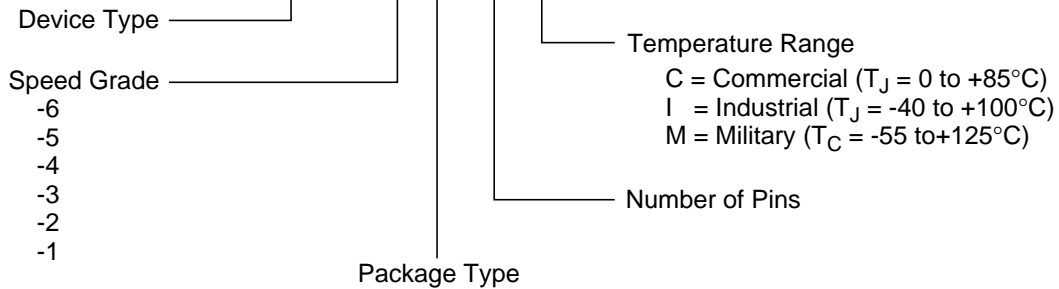 Device Type
Speed Grade
-6
-5
-4
-3
-2
-1
Package Type
Temperature Range
C = Commercial (TJ = 0 to +85°C)
I = Industrial (TJ = -40 to +100°C)
M = Military (TC = -55 to+125°C)
Number of Pins